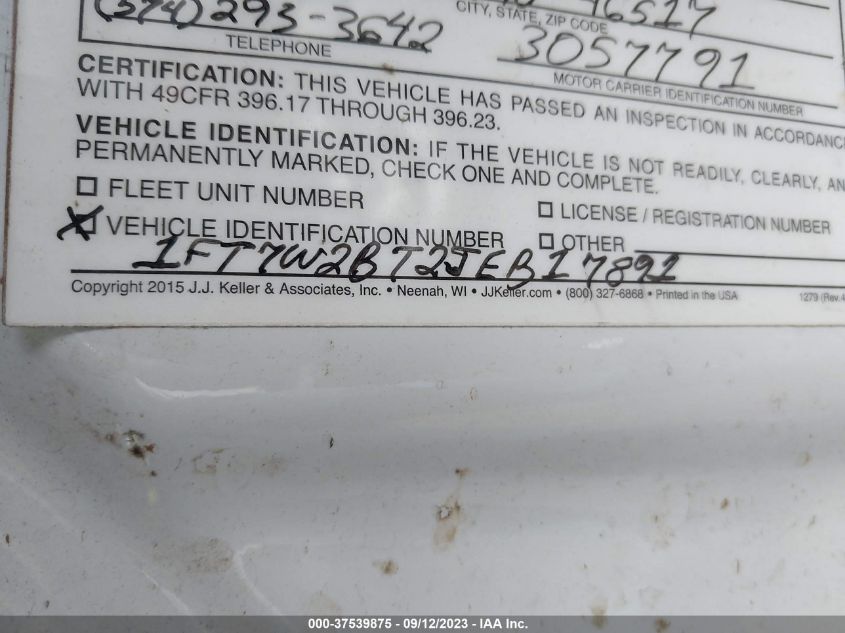 46517
(574) 293-3642
CITY, STATE, ZIP CODE
TELEPHONE
3057791
MOTOR CARRIER IDENTIFICATION NUMBER
CERTIFICATION: THIS VEHICLE HAS PASSED AN INSPECTION IN ACCORDANC
WITH 49CFR 396.17 THROUGH 396.23.
VEHICLE IDENTIFICATION: IF THE VEHICLE IS NOT READILY, CLEARLY, AN
PERMANENTLY MARKED, CHECK ONE AND COMPLETE.
☐ FLEET UNIT NUMBER
☐ LICENSE / REGISTRATION NUMBER
☒ VEHICLE IDENTIFICATION NUMBER
☐ OTHER
1FT7W2BT2JEB17891
Copyright 2015 J.J. Keller & Associates, Inc. • Neenah, WI • JJKeller.com • (800) 327-6868 • Printed in the USA
1279 (Rev.4
000-37539875 - 09/12/2023 - IAA Inc.